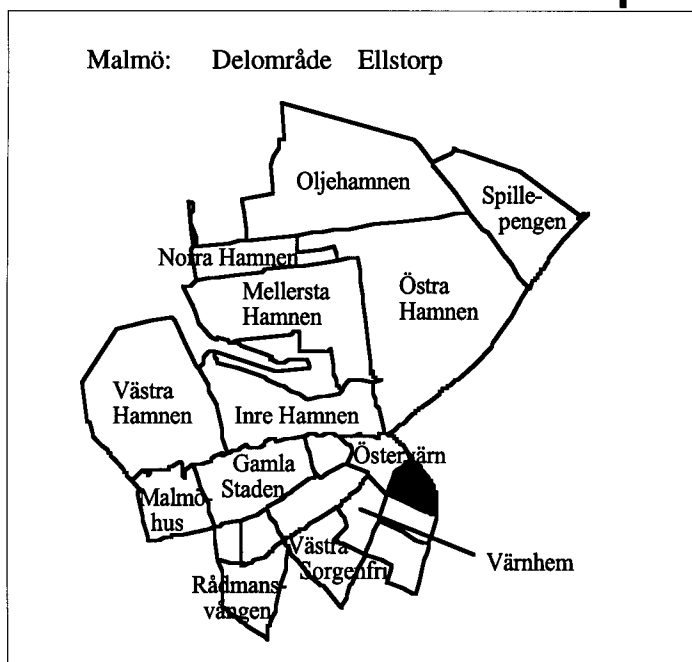 Malmö: Delområde Ellstorp
Oljehamnen
Spille-
pengen
Norra Hamnen
Mellersta
Hamnen
Östra
Hamnen
Västra
Hamnen
Inre Hamnen
Östervärn
Gamla
Staden
Malmö-
hus
Västra
Sorgenfri
Värnhem
Rådmans-
vången